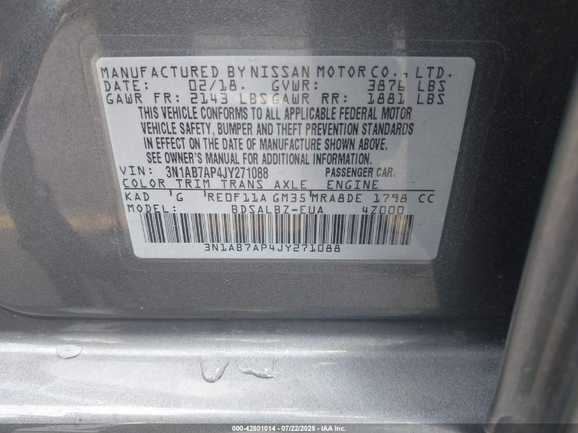 MANUFACTURED BY NISSAN MOTOR CO., LTD.
DATE: 02/18. GVWR: 3876 LBS
GAWR FR: 2143 LBS GAWR RR: 1881 LBS
THIS VEHICLE CONFORMS TO ALL APPLICABLE FEDERAL MOTOR
VEHICLE SAFETY, BUMPER AND THEFT PREVENTION STANDARDS
IN EFFECT ON THE DATE OF MANUFACTURE SHOWN ABOVE.
SEE OWNER'S MANUAL FOR ADDITIONAL INFORMATION.
VIN: 3N1AB7AP4JY271088 PASSENGER CAR.
COLOR TRIM TRANS AXLE ENGINE
KAD G RE0F11A GM35 MRA8DE 1798 CC
MODEL: BDSALBZ-EUA 4Z000
3N1AB7AP4JY271088
000-42801014 - 07/22/2025 - IAA Inc.